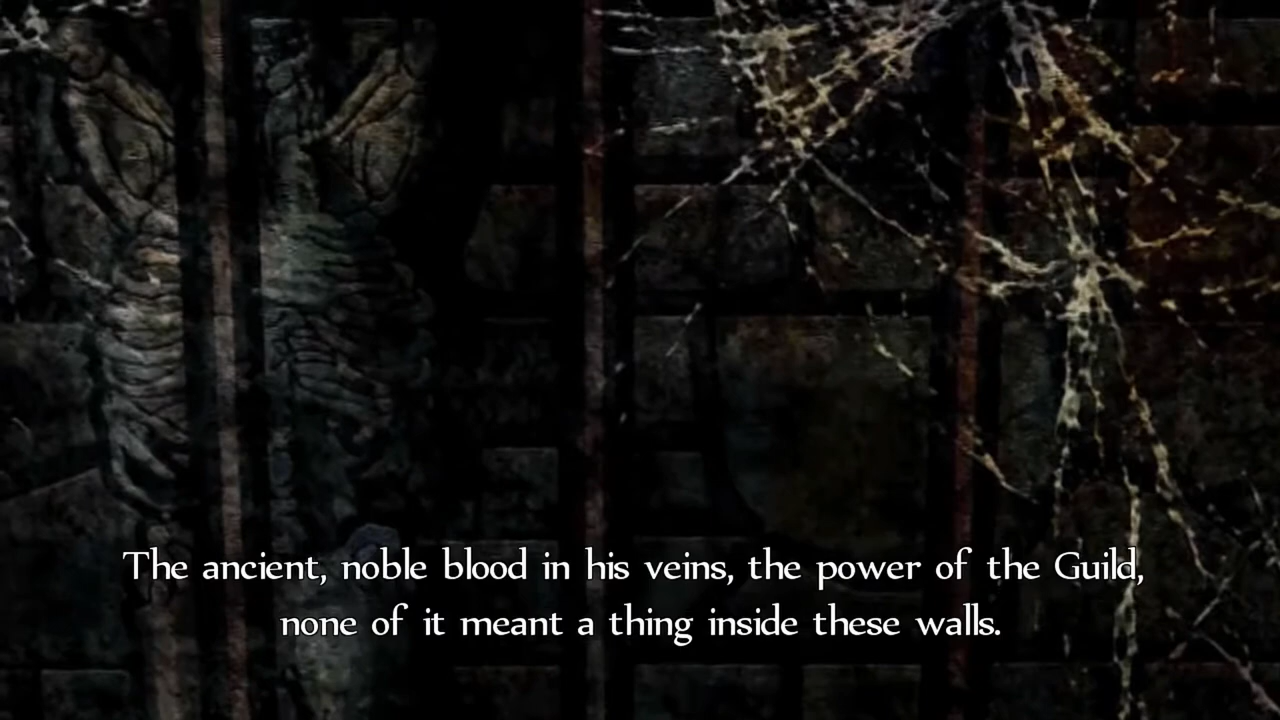 The ancient, noble blood in his veins, the power of the Guild,
none of it meant a thing inside these walls.